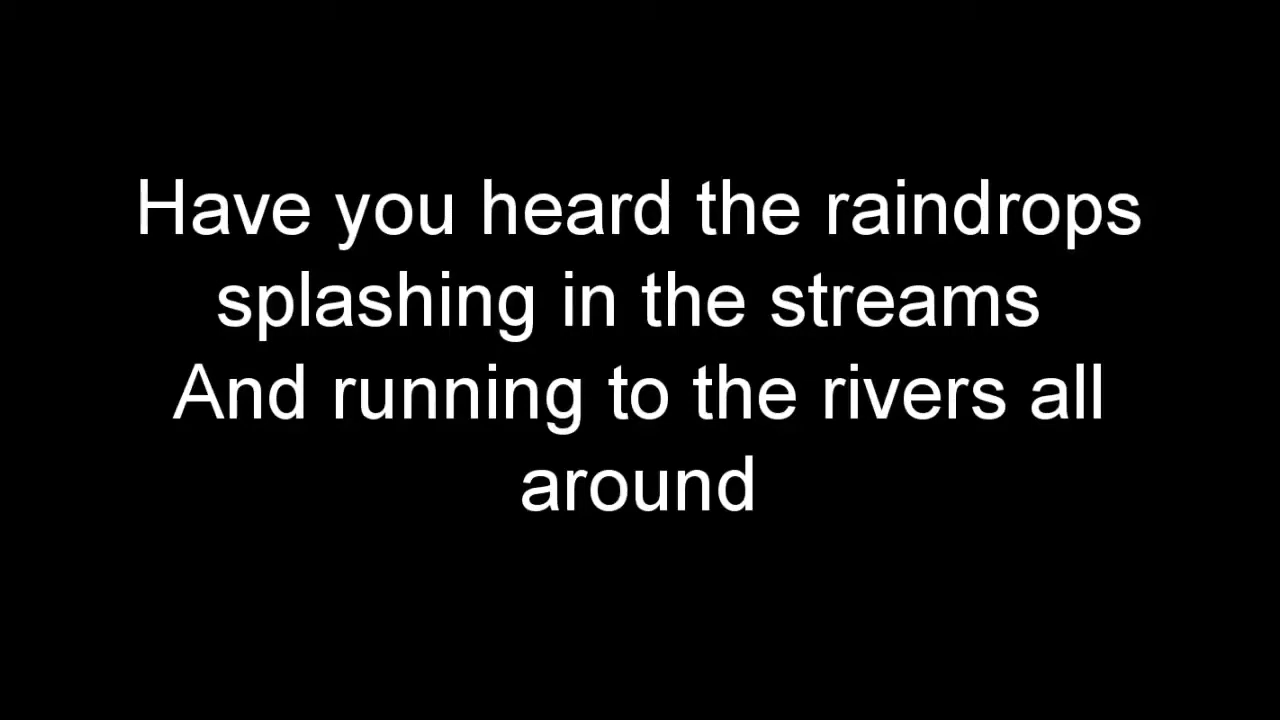 Have you heard the raindrops
splashing in the streams
And running to the rivers all
around